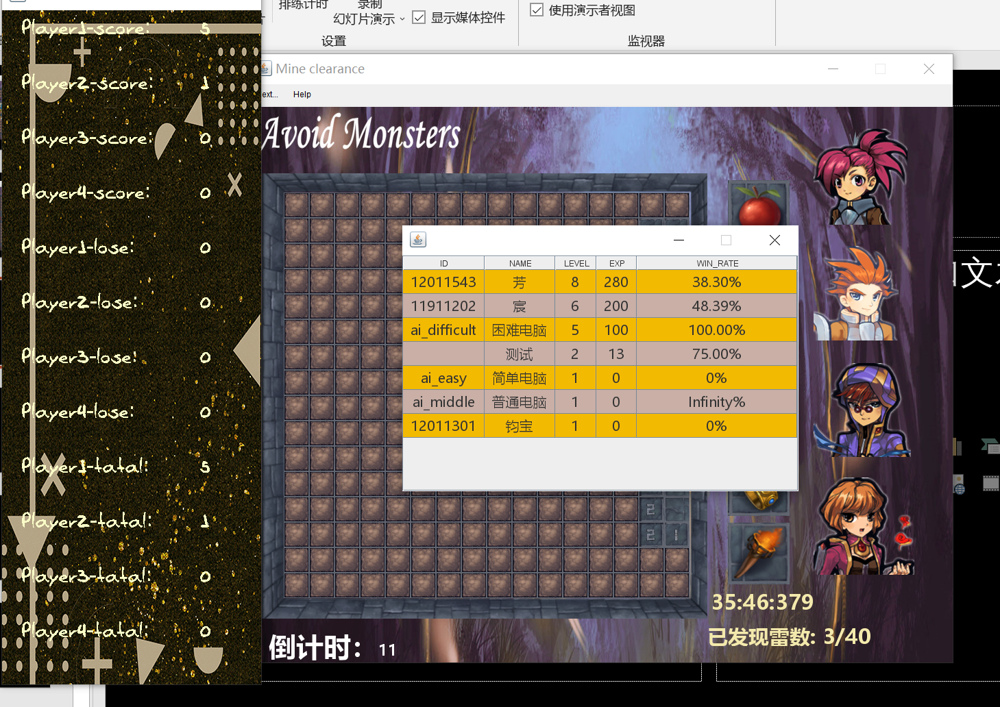 排练计时
录制
幻灯片演示
显示媒体控件
使用演示者视图
设置
监视器
Mine clearance
ext...
Help
Avoid Monsters
Player1-score: 5
Player2-score: 1
Player3-score: 0
Player4-score: 0
Player1-lose: 0
Player2-lose: 0
Player3-lose: 0
Player4-lose: 0
Player1-tatal: 5
Player2-tatal: 1
Player3-tatal: 0
Player4-tatal: 0
ID NAME LEVEL EXP WIN_RATE
12011543 芳 8 280 38.30%
11911202 宸 6 200 48.39%
ai_difficult 困难电脑 5 100 100.00%
测试 2 13 75.00%
ai_easy 简单电脑 1 0 0%
ai_middle 普通电脑 1 0 Infinity%
12011301 钧宝 1 0 0%
2
2 1
35:46:379
已发现雷数: 3/40
倒计时: 11
文